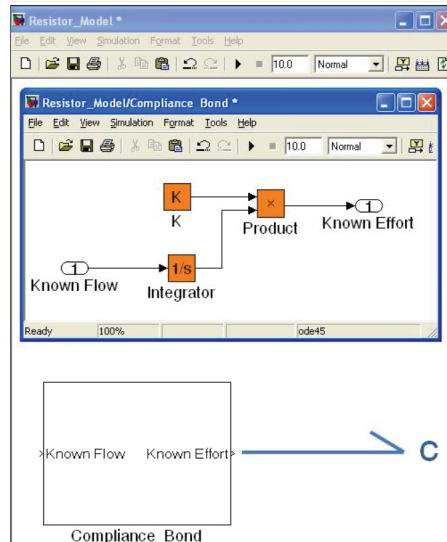 Resistor_Model *
File Edit View Simulation Format Tools Help
10.0 Normal
Resistor_Model/Compliance Bond *
File Edit View Simulation Format Tools Help
10.0 Normal
K
K
×
Product
1
Known Effort
1
Known Flow
1/s
Integrator
Ready 100% ode45
Known Flow Known Effort
C
Compliance Bond